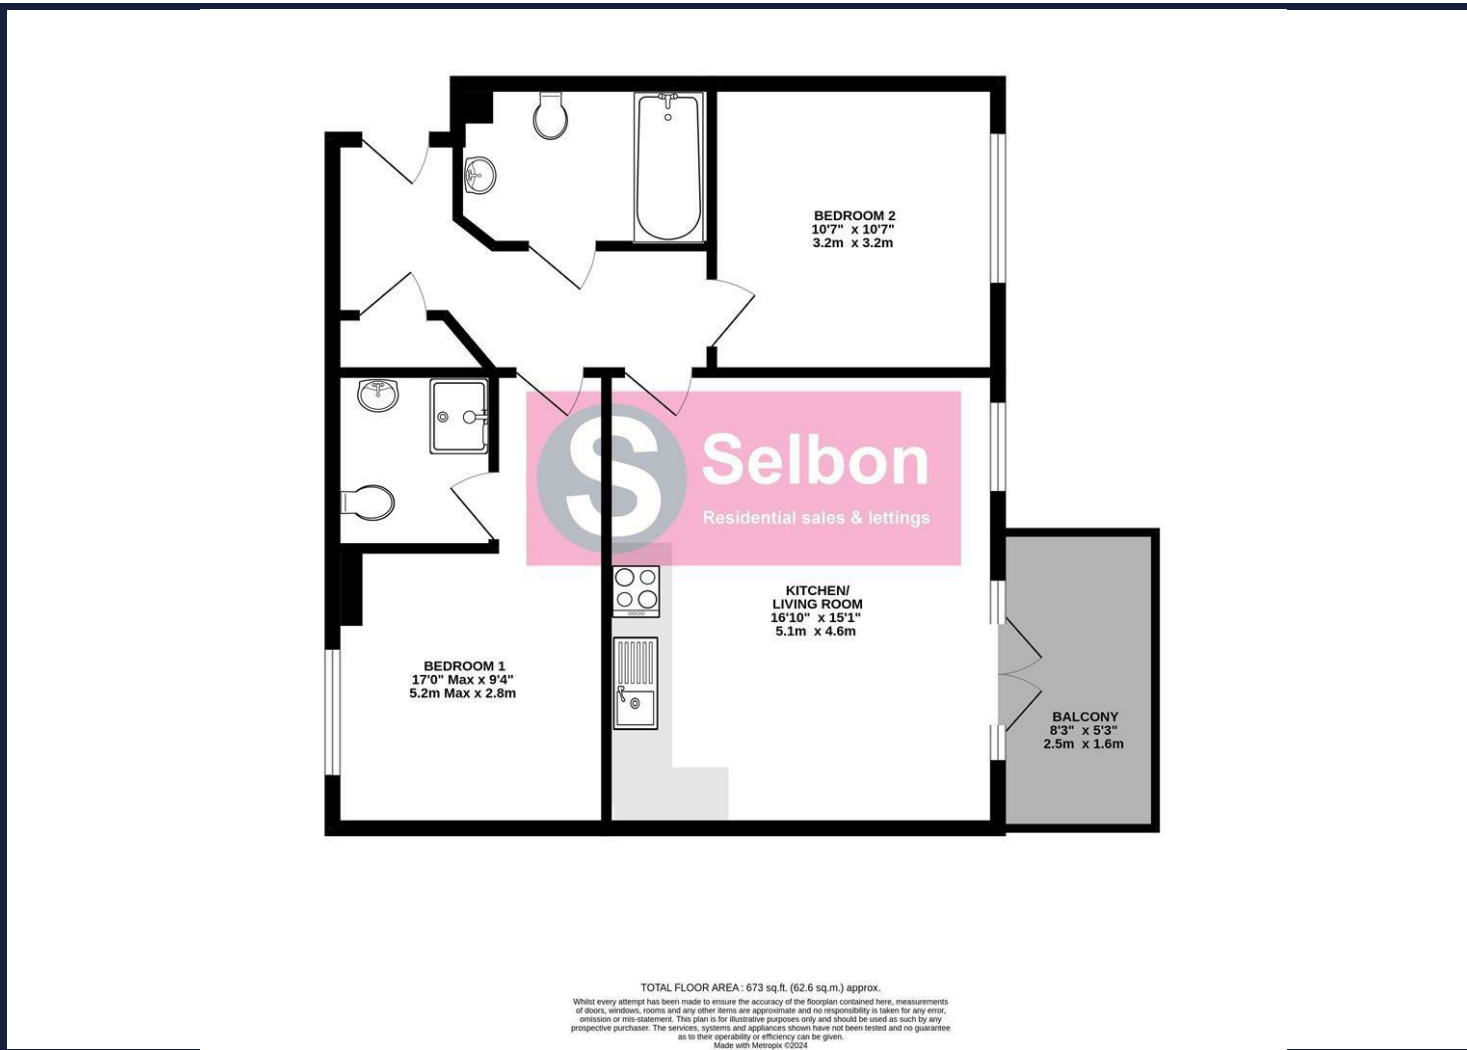 BEDROOM 2
10'7" x 10'7"
3.2m x 3.2m
S
Selbon
Residential sales & lettings
KITCHEN/
LIVING ROOM
16'10" x 15'1"
5.1m x 4.6m
BEDROOM 1
17'0" Max x 9'4"
5.2m Max x 2.8m
BALCONY
8'3" x 5'3"
2.5m x 1.6m
TOTAL FLOOR AREA : 673 sq.ft. (62.6 sq.m.) approx.
Whilst every attempt has been made to ensure the accuracy of the floorplan contained here, measurements
of doors, windows, rooms and any other items are approximate and no responsibility is taken for any error,
omission or mis-statement. This plan is for illustrative purposes only and should be used as such by any
prospective purchaser. The services, systems and appliances shown have not been tested and no guarantee
as to their operability or efficiency can be given.
Made with Metropix ©2024